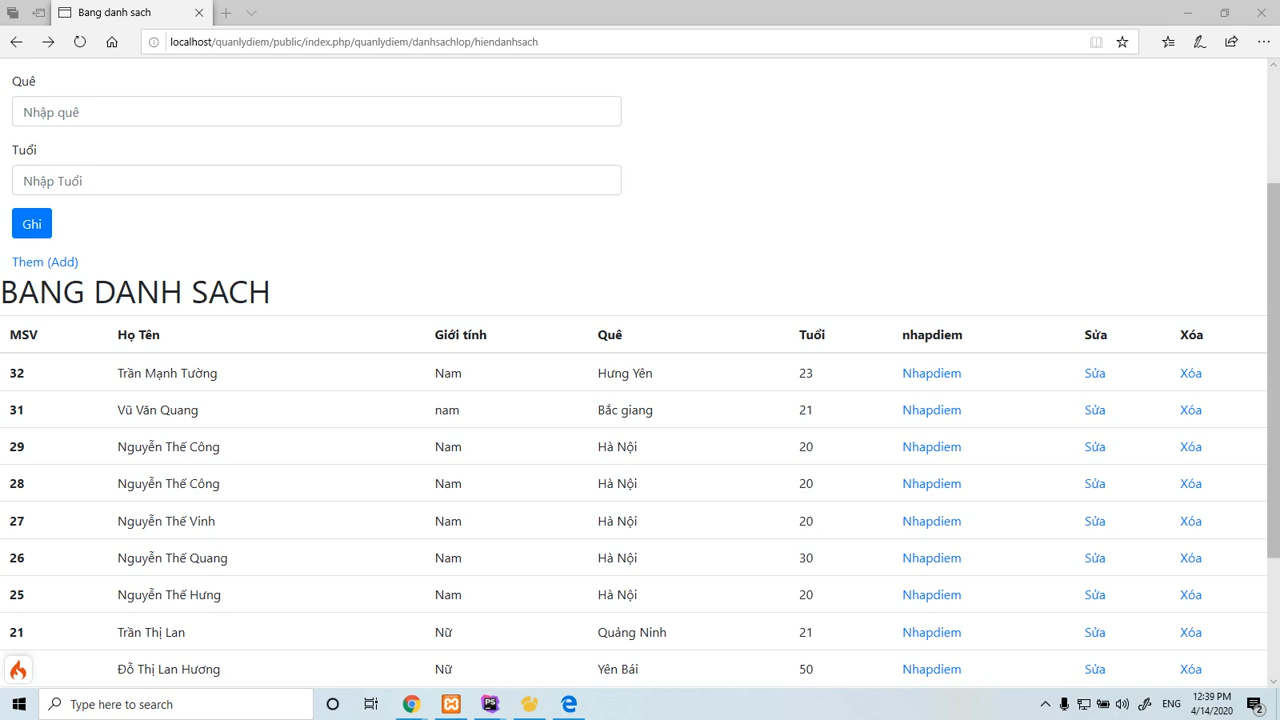 Bang danh sach
localhost/quanlydiem/public/index.php/quanlydiem/danhsachlop/hiendanhsach
Quê
Nhập quê
Tuổi
Nhập Tuổi
Ghi
Them (Add)
BANG DANH SACH
MSV Họ Tên Giới tính Quê Tuổi nhapdiem Sửa Xóa
32 Trần Mạnh Tường Nam Hưng Yên 23 Nhapdiem Sửa Xóa
31 Vũ Văn Quang nam Bắc giang 21 Nhapdiem Sửa Xóa
29 Nguyễn Thế Công Nam Hà Nội 20 Nhapdiem Sửa Xóa
28 Nguyễn Thế Công Nam Hà Nội 20 Nhapdiem Sửa Xóa
27 Nguyễn Thế Vinh Nam Hà Nội 20 Nhapdiem Sửa Xóa
26 Nguyễn Thế Quang Nam Hà Nội 30 Nhapdiem Sửa Xóa
25 Nguyễn Thế Hưng Nam Hà Nội 20 Nhapdiem Sửa Xóa
21 Trần Thị Lan Nữ Quảng Ninh 21 Nhapdiem Sửa Xóa
Đỗ Thị Lan Hương Nữ Yên Bái 50 Nhapdiem Sửa Xóa
Type here to search
PS
ENG
12:39 PM
4/14/2020
2